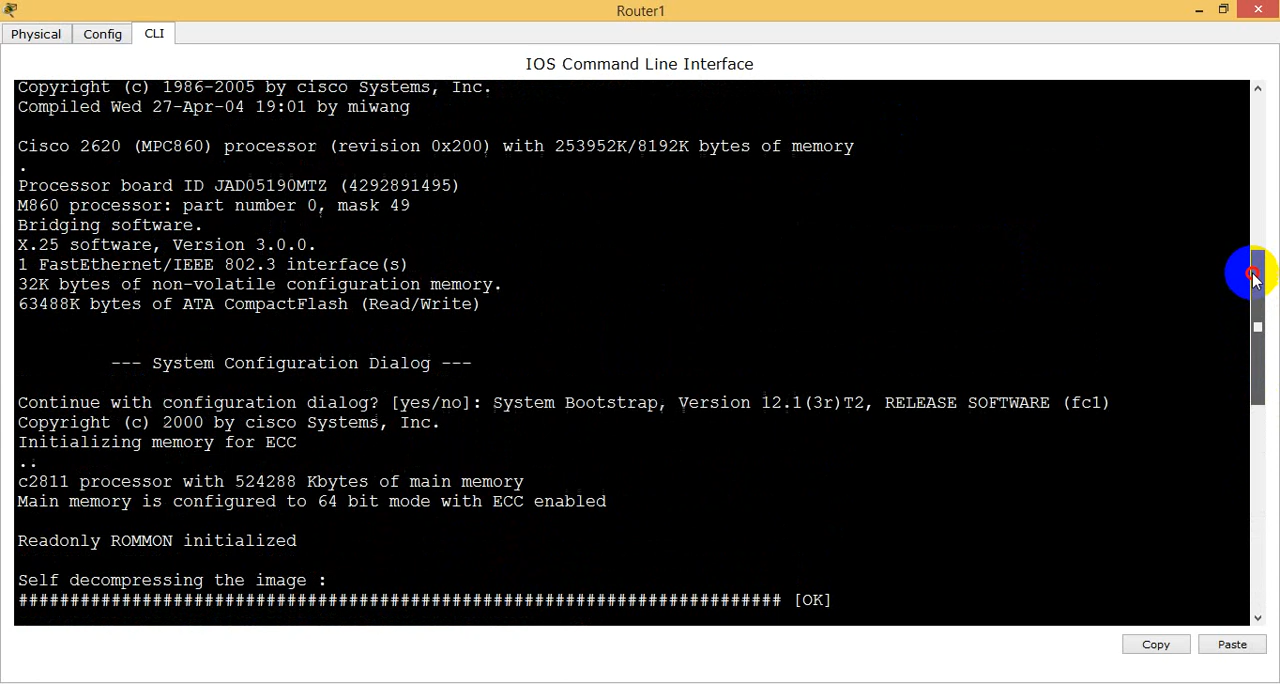 Router1
Physical Config CLI
IOS Command Line Interface
Copyright (c) 1986-2005 by cisco Systems, Inc.
Compiled Wed 27-Apr-04 19:01 by miwang
Cisco 2620 (MPC860) processor (revision 0x200) with 253952K/8192K bytes of memory
.
Processor board ID JAD05190MTZ (4292891495)
M860 processor: part number 0, mask 49
Bridging software.
X.25 software, Version 3.0.0.
1 FastEthernet/IEEE 802.3 interface(s)
32K bytes of non-volatile configuration memory.
63488K bytes of ATA CompactFlash (Read/Write)
--- System Configuration Dialog ---
Continue with configuration dialog? [yes/no]: System Bootstrap, Version 12.1(3r)T2, RELEASE SOFTWARE (fc1)
Copyright (c) 2000 by cisco Systems, Inc.
Initializing memory for ECC
..
c2811 processor with 524288 Kbytes of main memory
Main memory is configured to 64 bit mode with ECC enabled
Readonly ROMMON initialized
Self decompressing the image :
########################################################################## [OK]
Copy Paste